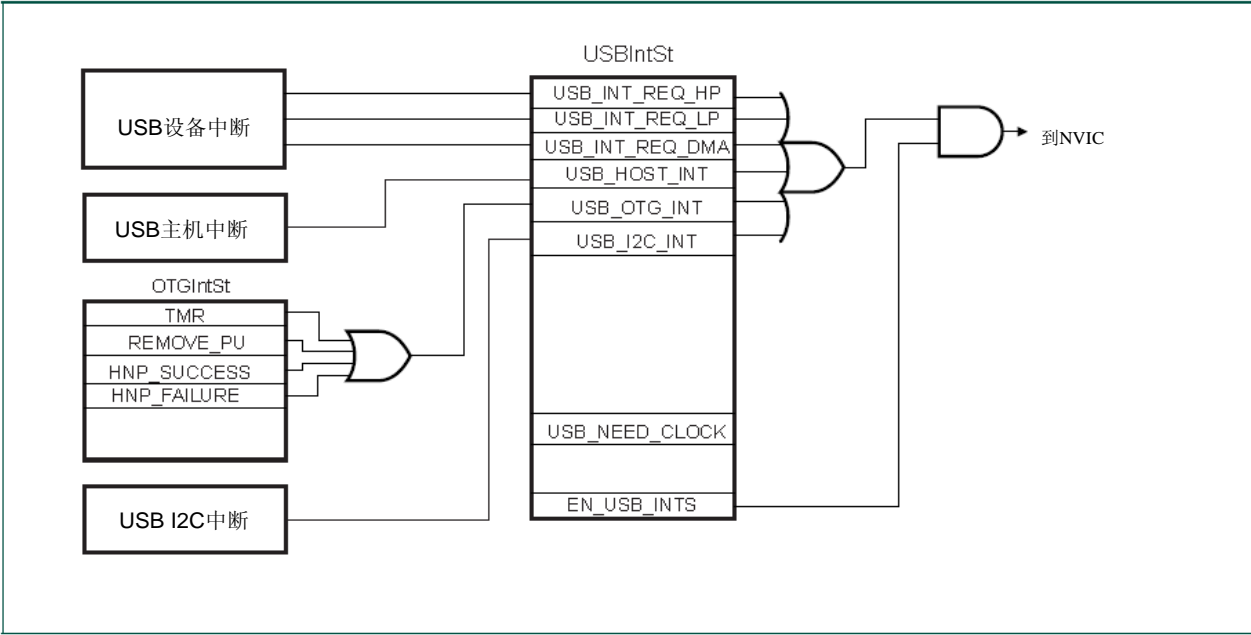 USBIntSt
USB设备中断
USB_INT_REQ_HP
USB_INT_REQ_LP
USB_INT_REQ_DMA
USB_HOST_INT
USB_OTG_INT
USB_I2C_INT
USB_NEED_CLOCK
EN_USB_INTS
到NVIC
USB主机中断
OTGIntSt
TMR
REMOVE_PU
HNP_SUCCESS
HNP_FAILURE
USB I2C中断